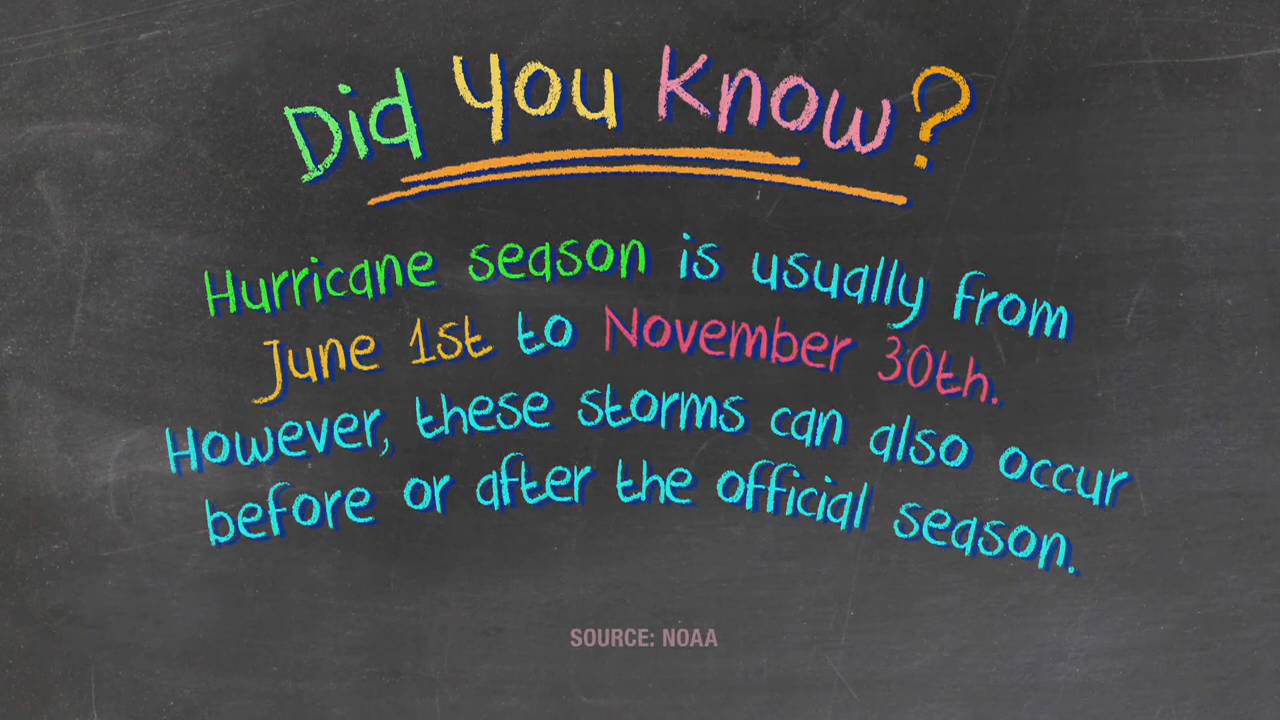 Did You Know?
Hurricane season is usually from
June 1st to November 30th.
However, these storms can also occur
before or after the official season.
SOURCE: NOAA